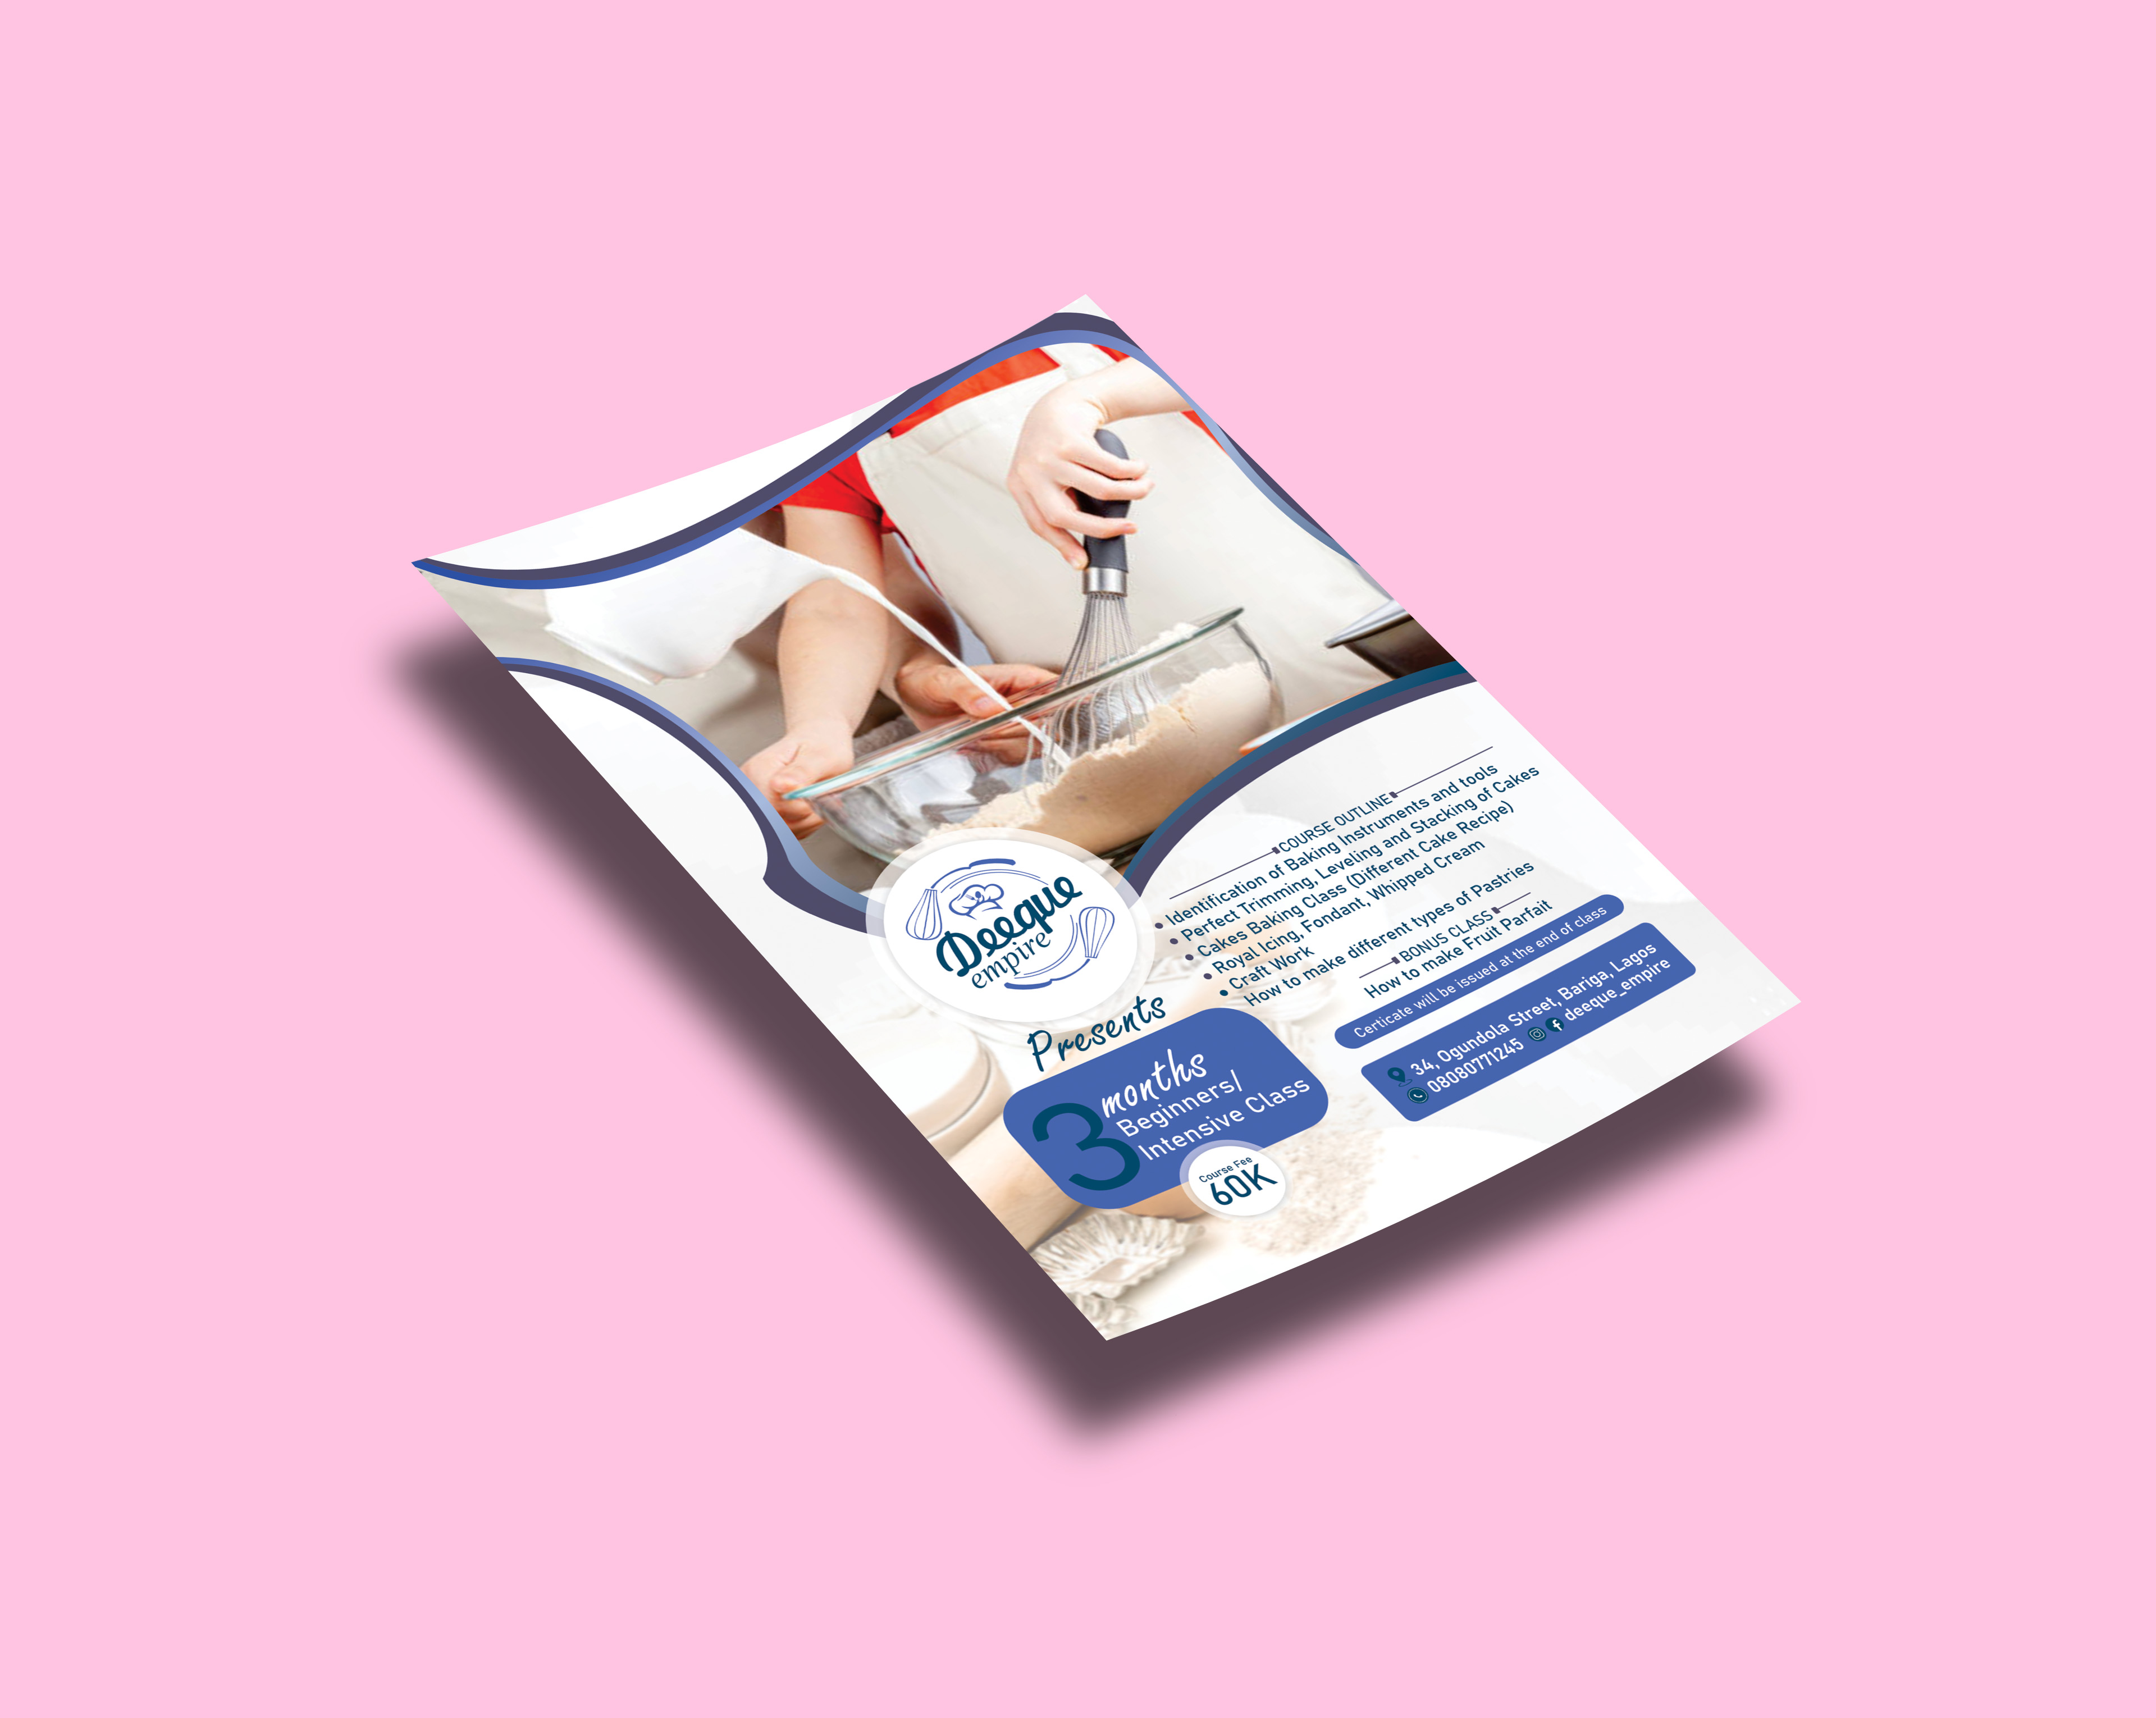 Deeque
empire
Presents
3 months
Beginners/
Intensive Class
Course Fee
60K
COURSE OUTLINE
• Identification of Baking Instruments and tools
• Perfect Trimming, Leveling and Stacking of Cakes
• Cakes Baking Class (Different Cake Recipe)
• Royal Icing, Fondant, Whipped Cream
• Craft Work
How to make different types of Pastries
BONUS CLASS
How to make Fruit Parfait
Certicate will be issued at the end of class
34, Ogundola Street, Bariga, Lagos
08080771245 deeque_empire